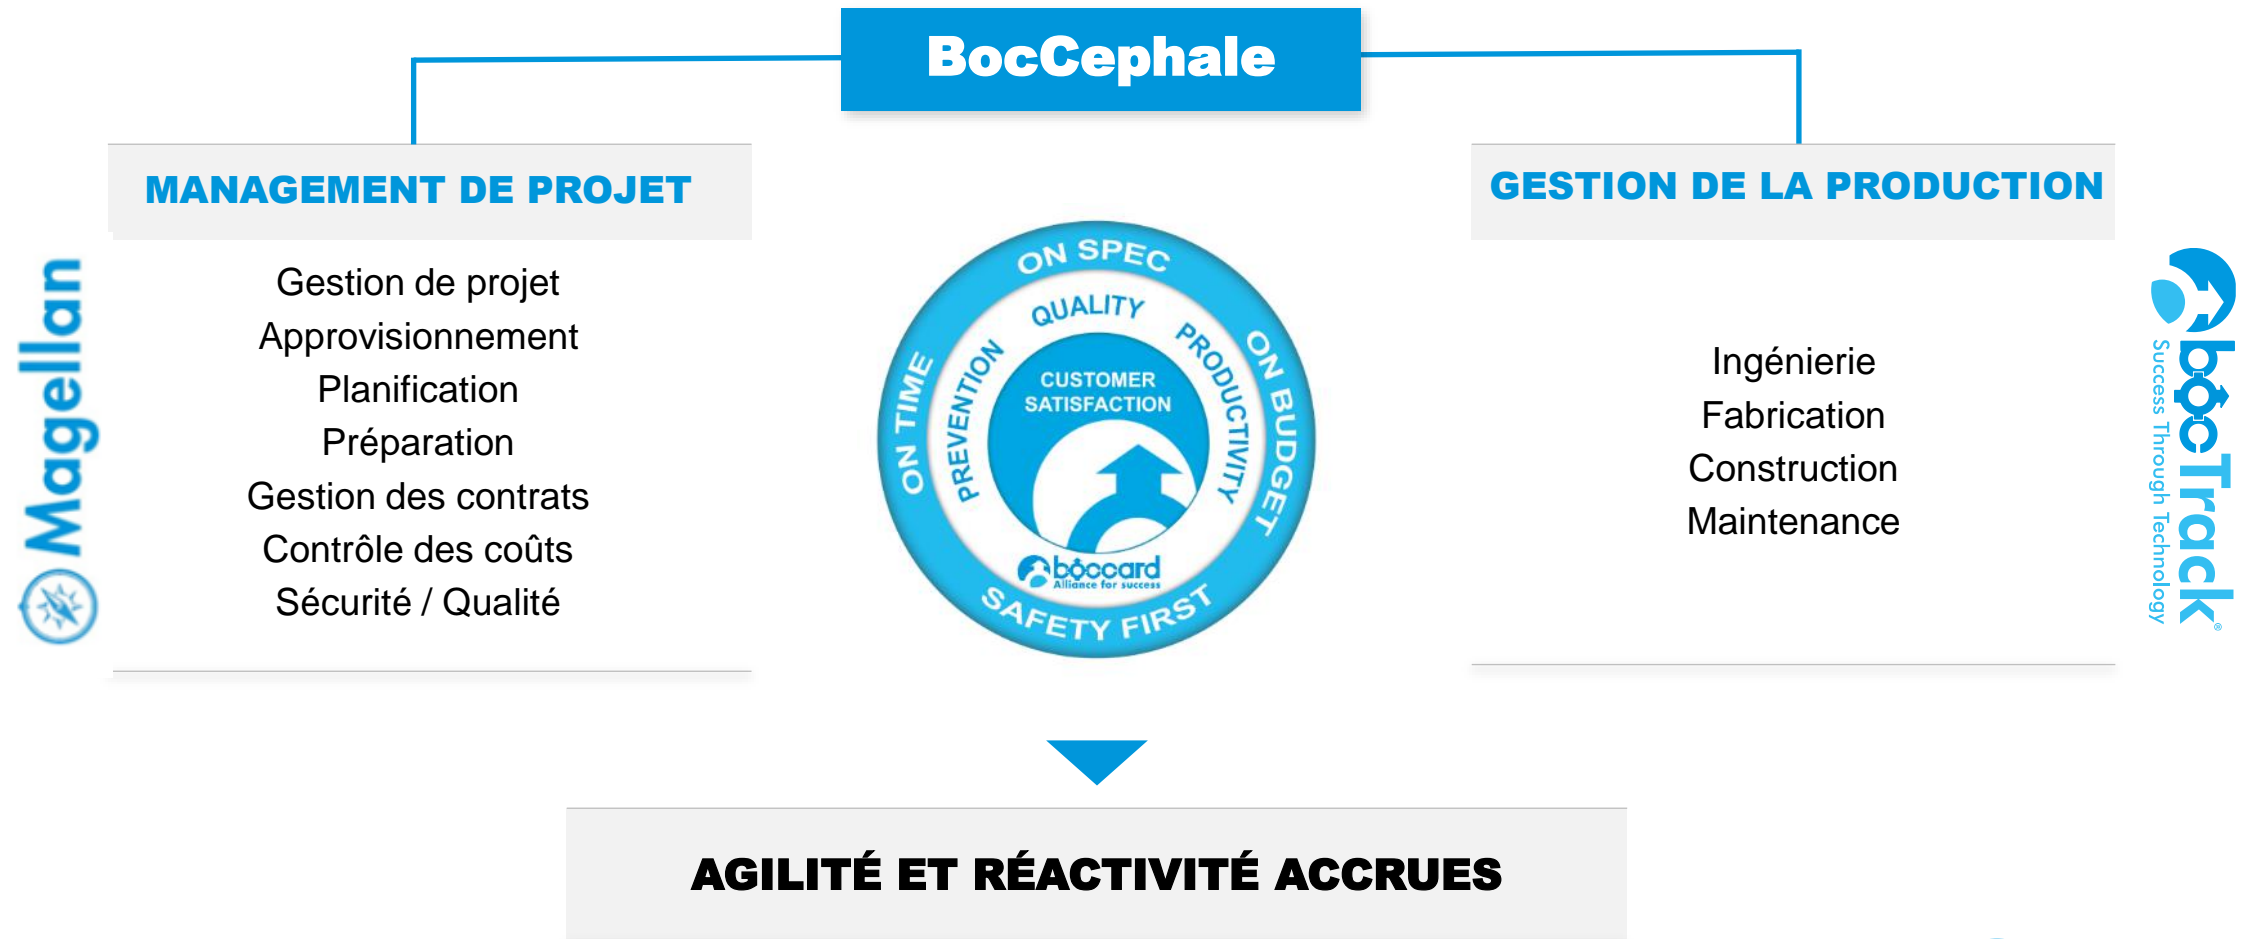 BocCephale
MANAGEMENT DE PROJET
Magellan
Gestion de projet
Approvisionnement
Planification
Préparation
Gestion des contrats
Contrôle des coûts
Sécurité / Qualité
ON SPEC
ON TIME
ON BUDGET
SAFETY FIRST
QUALITY
PREVENTION
PRODUCTIVITY
CUSTOMER
SATISFACTION
boccard
Alliance for success
GESTION DE LA PRODUCTION
Ingénierie
Fabrication
Construction
Maintenance
bocTrack®
Success Through Technology
AGILITÉ ET RÉACTIVITÉ ACCRUES